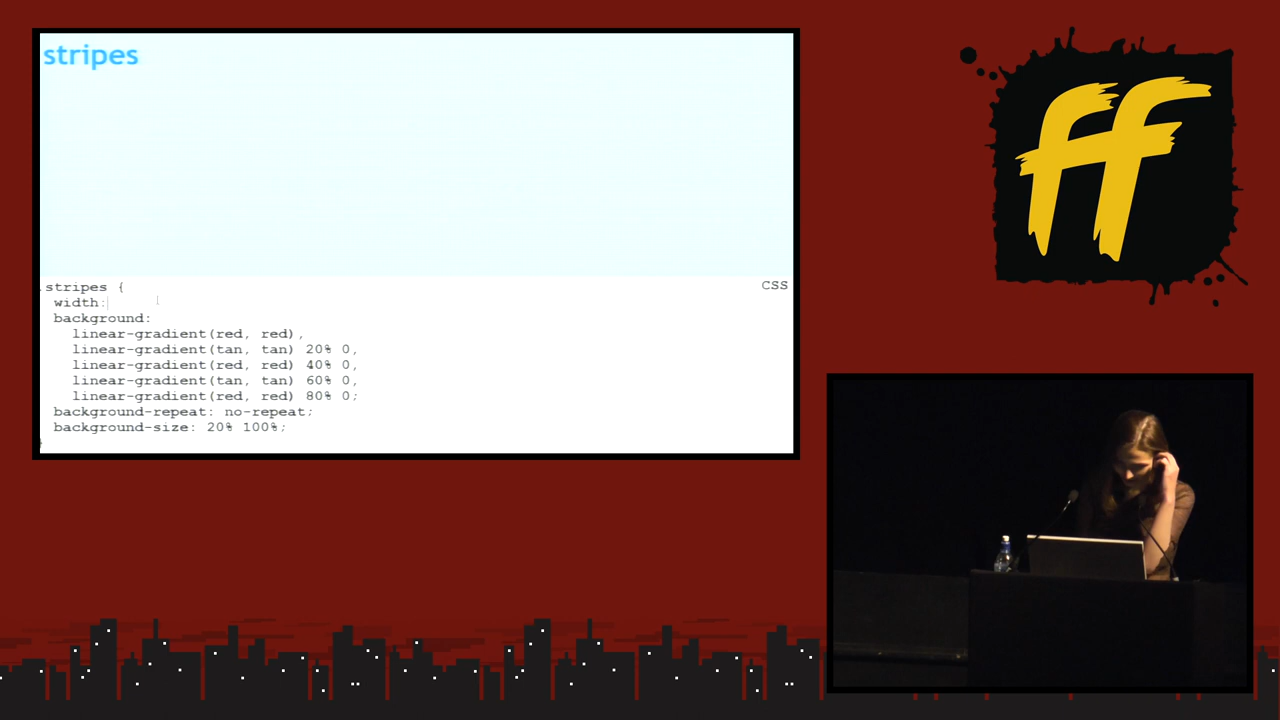 stripes
.stripes {
width:
background:
linear-gradient(red, red),
linear-gradient(tan, tan) 20% 0,
linear-gradient(red, red) 40% 0,
linear-gradient(tan, tan) 60% 0,
linear-gradient(red, red) 80% 0;
background-repeat: no-repeat;
background-size: 20% 100%;
}
CSS
ff